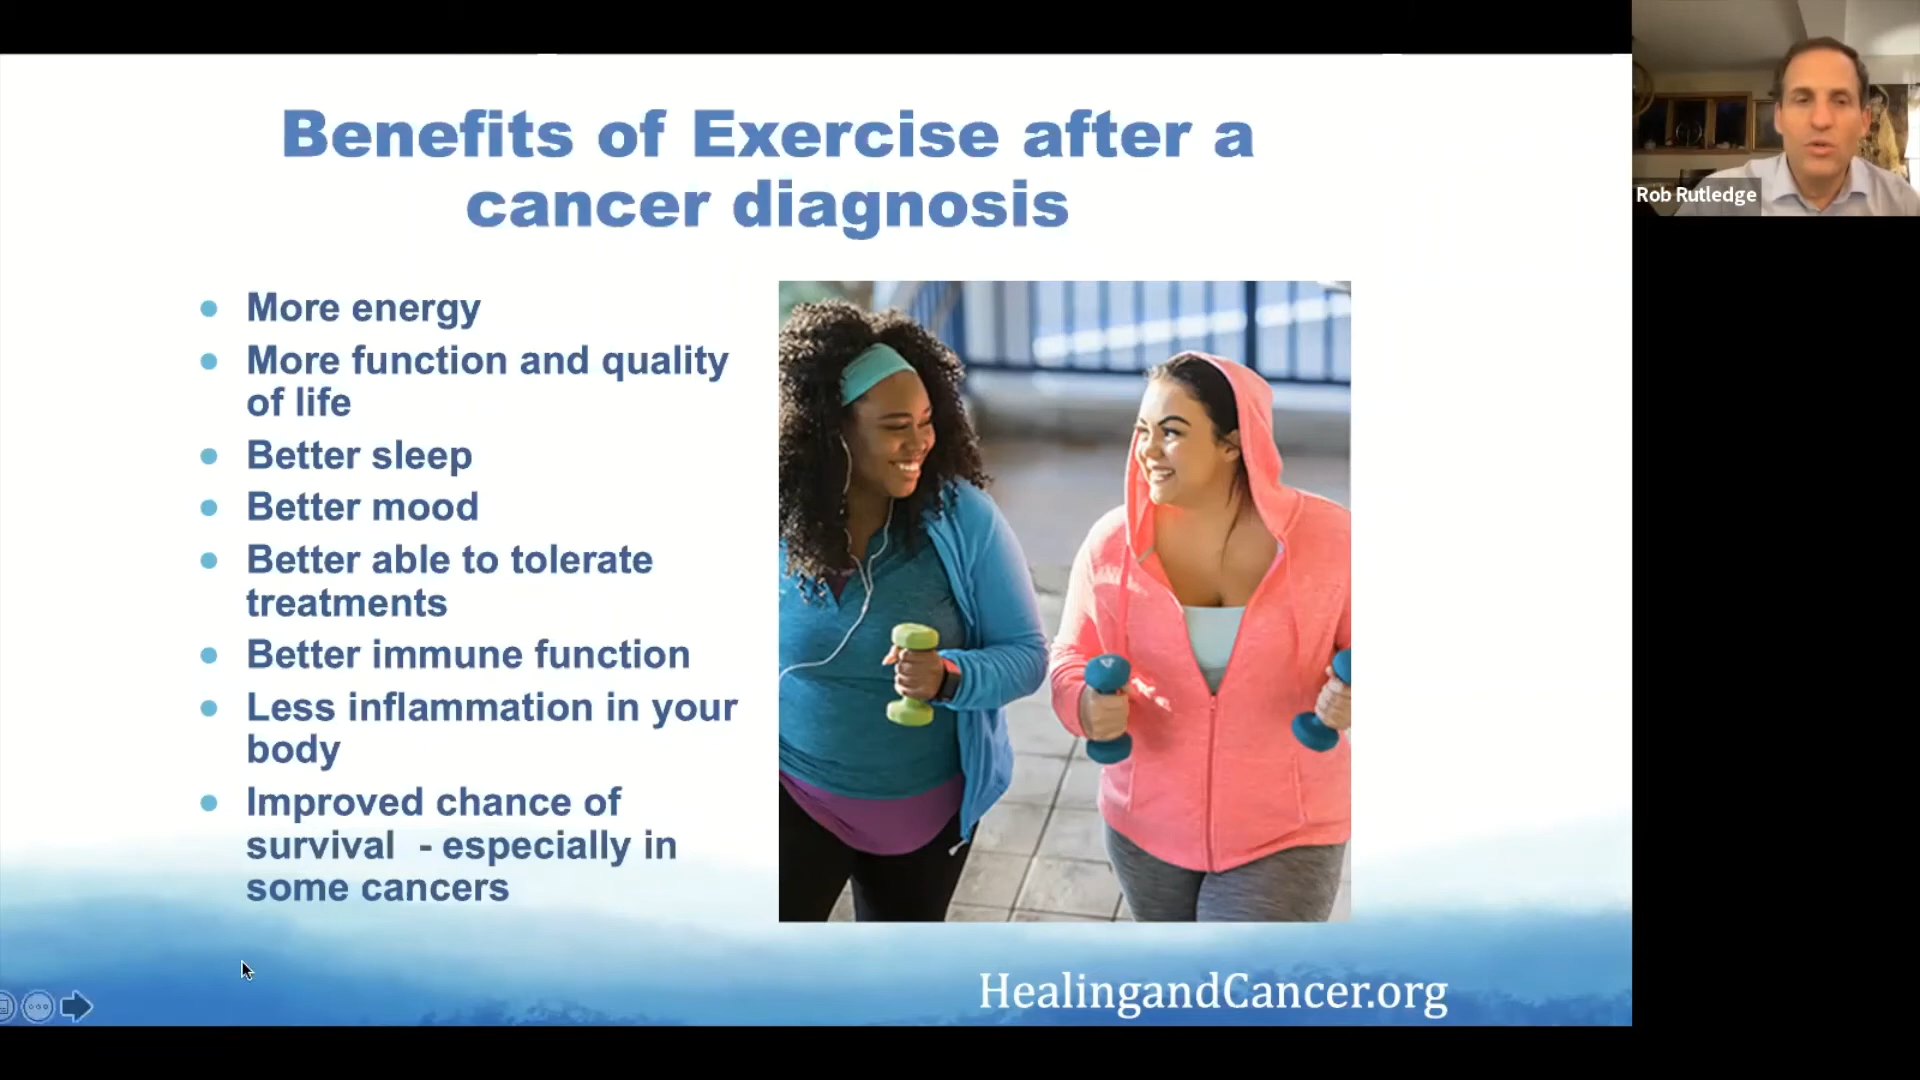 Benefits of Exercise after a
cancer diagnosis
Rob Rutledge
• More energy
• More function and quality
of life
• Better sleep
• Better mood
• Better able to tolerate
treatments
• Better immune function
• Less inflammation in your
body
• Improved chance of
survival  - especially in
some cancers
HealingandCancer.org